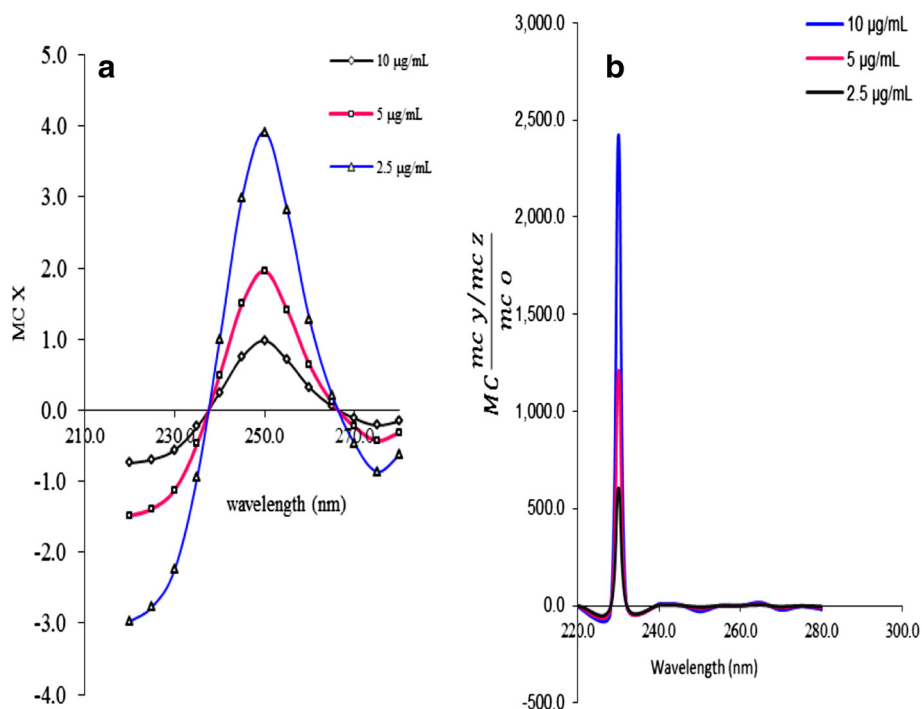 a
10 µg/mL
5 µg/mL
2.5 µg/mL
5.0
4.0
3.0
2.0
1.0
0.0
-1.0
-2.0
-3.0
-4.0
210.0 230.0 250.0 270.0
MC X
wavelength (nm)
b
10 µg/mL
5 µg/mL
2.5 µg/mL
3,000.0
2,500.0
2,000.0
1,500.0
1,000.0
500.0
0.0
-500.0
220.0 240.0 260.0 280.0 300.0
MC mc y/mc z
mc o
Wavelength (nm)